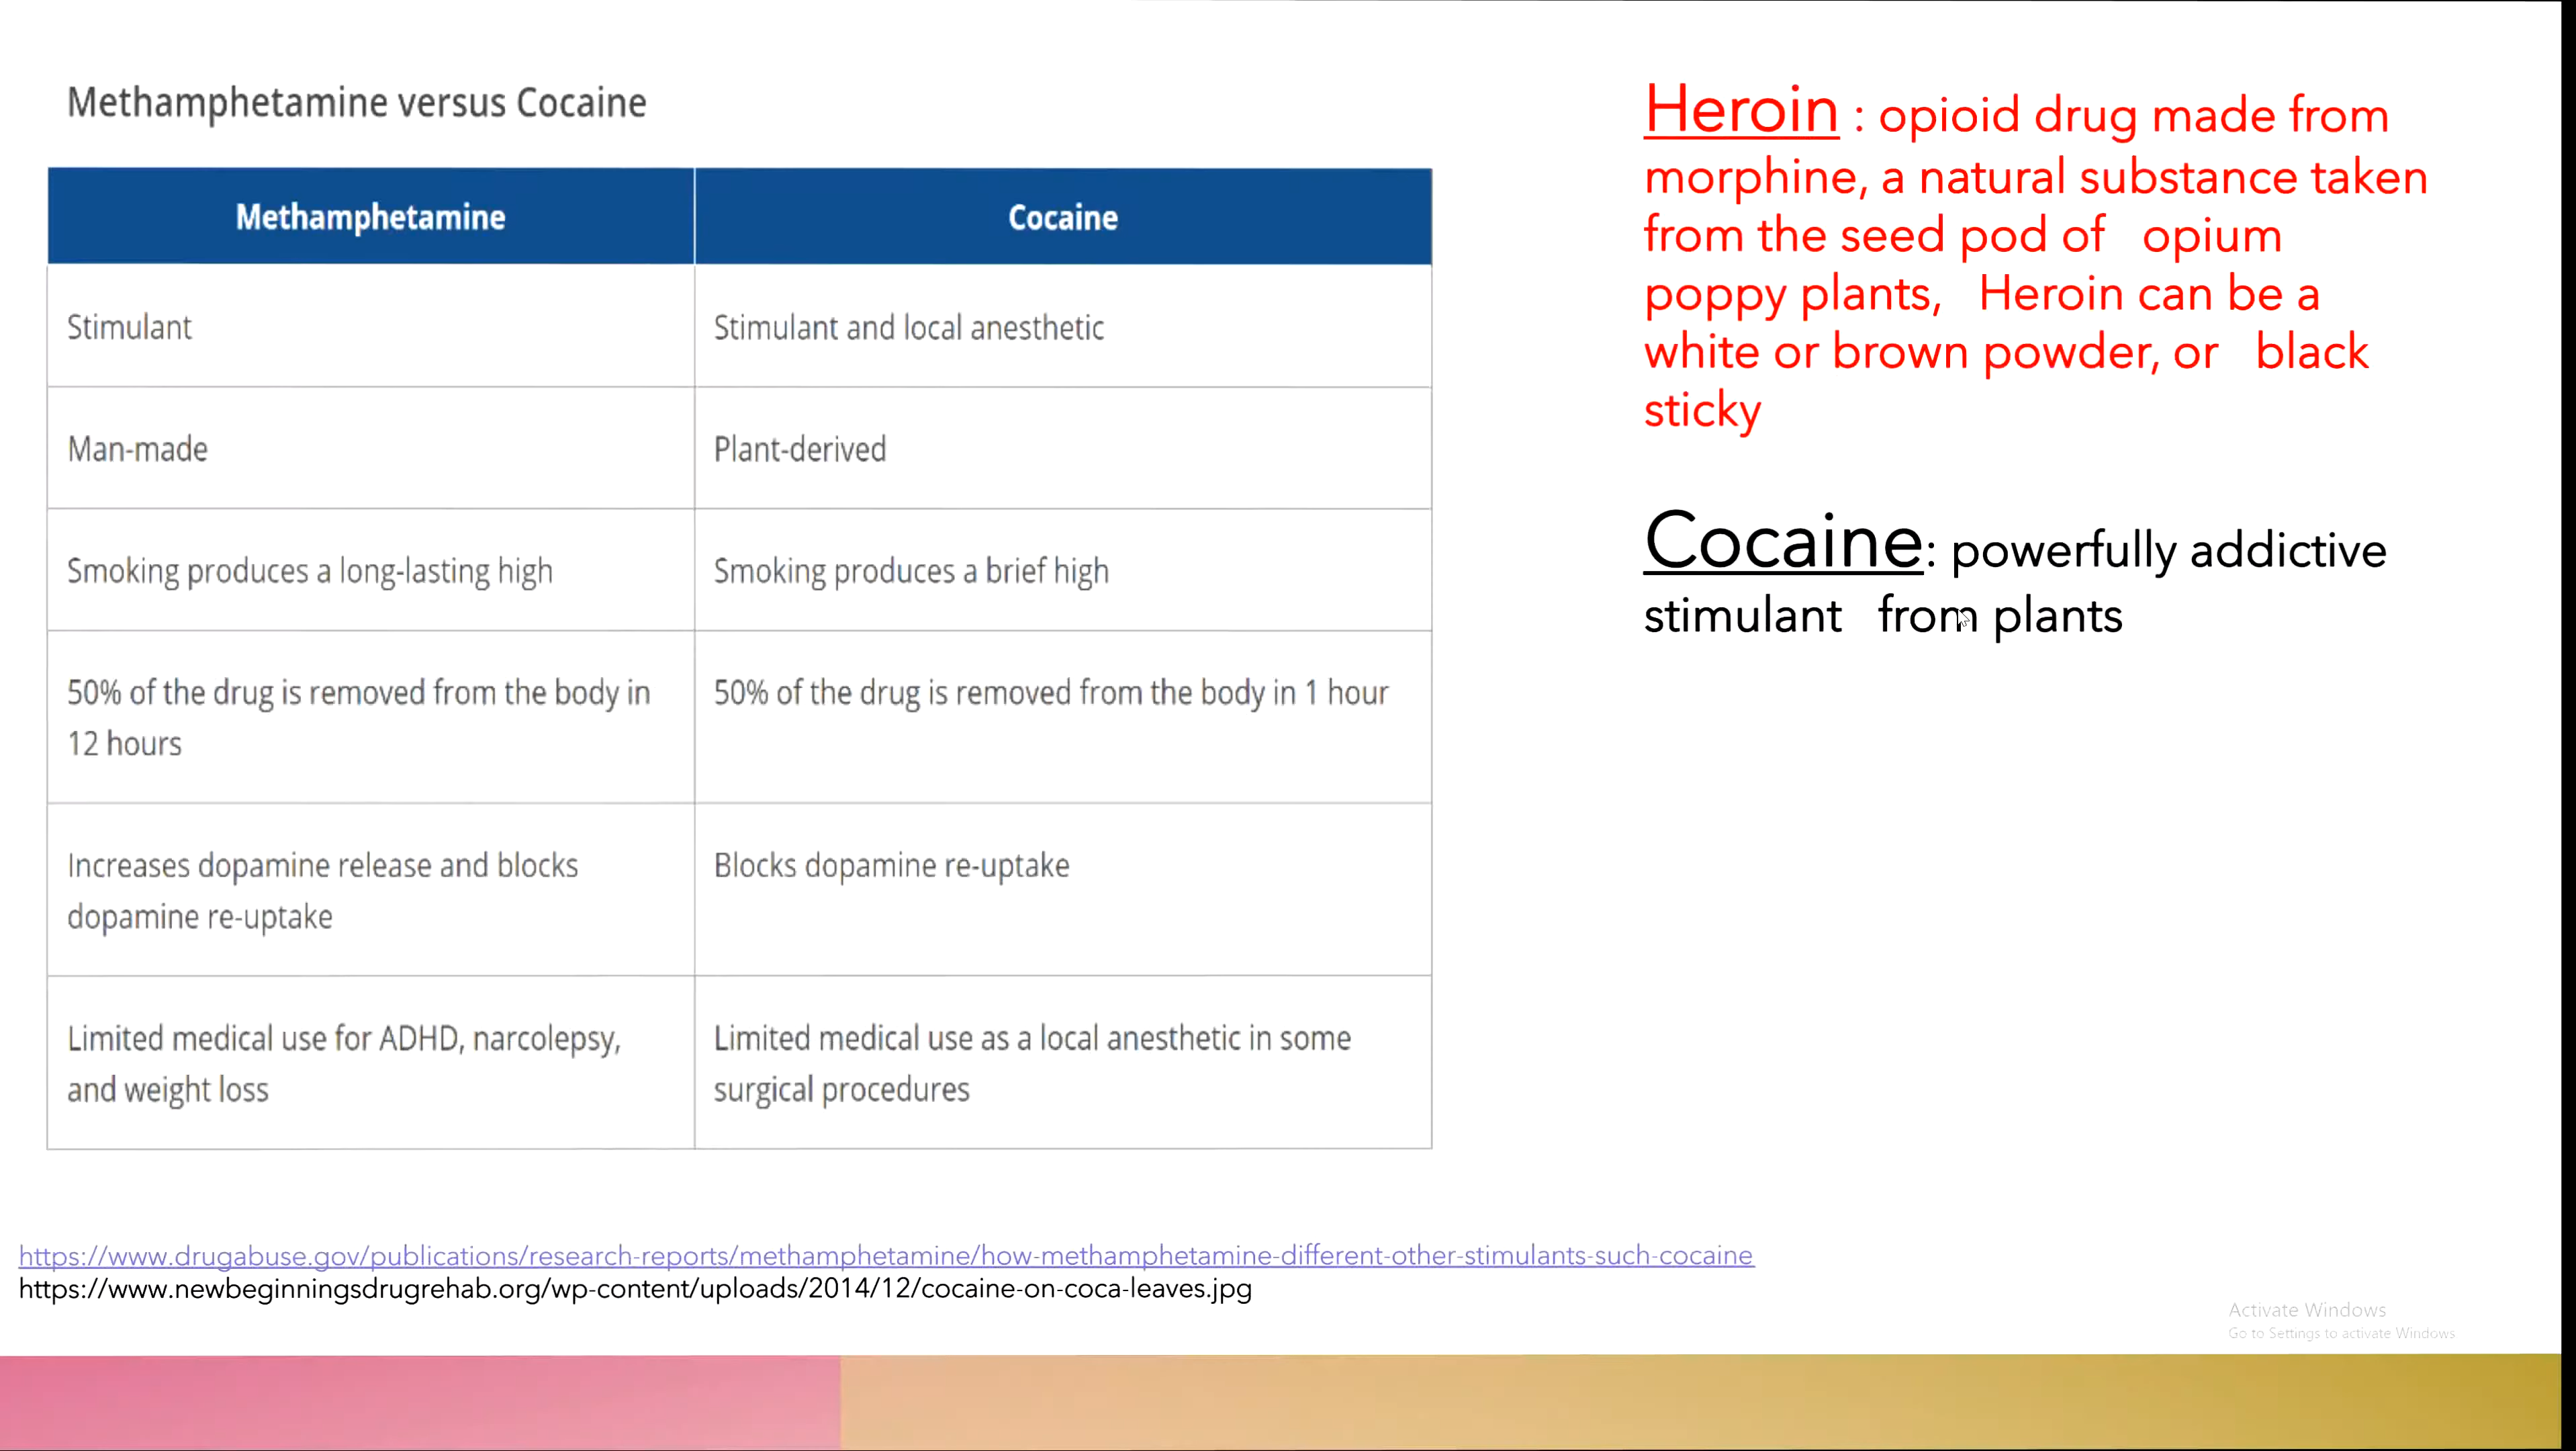 Methamphetamine versus Cocaine
Methamphetamine
Cocaine
Stimulant
Stimulant and local anesthetic
Man-made
Plant-derived
Smoking produces a long-lasting high
Smoking produces a brief high
50% of the drug is removed from the body in
12 hours
50% of the drug is removed from the body in 1 hour
Increases dopamine release and blocks
dopamine re-uptake
Blocks dopamine re-uptake
Limited medical use for ADHD, narcolepsy,
and weight loss
Limited medical use as a local anesthetic in some
surgical procedures
Heroin : opioid drug made from
morphine, a natural substance taken
from the seed pod of opium
poppy plants, Heroin can be a
white or brown powder, or black
sticky
Cocaine: powerfully addictive
stimulant from plants
https://www.drugabuse.gov/publications/research-reports/methamphetamine/how-methamphetamine-different-other-stimulants-such-cocaine
https://www.newbeginningsdrugrehab.org/wp-content/uploads/2014/12/cocaine-on-coca-leaves.jpg
Activate Windows
Go to Settings to activate Windows